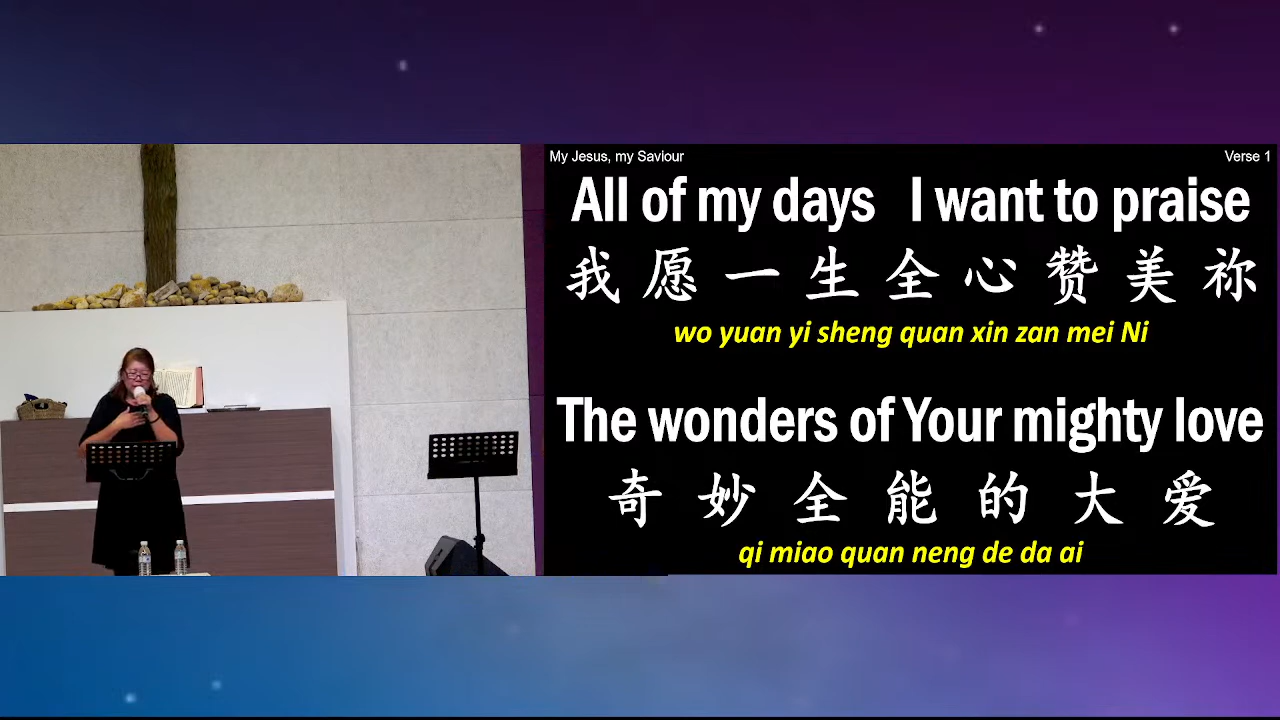 My Jesus, my Saviour
Verse 1
All of my days I want to praise
我愿一生全心赞美祢
wo yuan yi sheng quan xin zan mei Ni
The wonders of Your mighty love
奇妙全能的大爱
qi miao quan neng de da ai